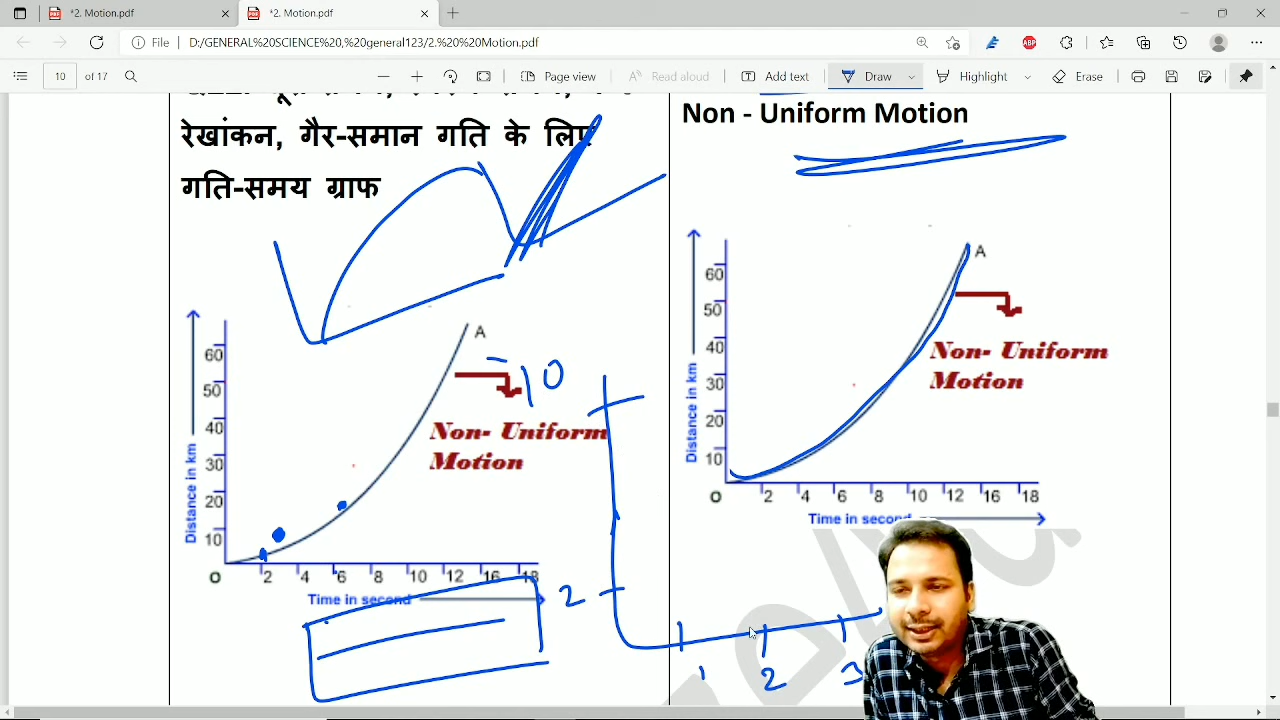 *2. Motion.pdf
*2. Motion.pdf
File
D:/GENERAL%20SCIENCE%20,%20general123/2.%20%20Motion.pdf
ABP
10 of 17
Page view
Read aloud
Add text
Draw
Highlight
Erase
रेखांकन, गैर-समान गति के लिए
गति-समय ग्राफ
Non - Uniform Motion
A
60
50
40
30
20
10
Distance in km
O 2 4 6 8 10 12 16 18
Time in second
Non- Uniform
Motion
10
2
1 2 3
A
60
50
40
30
20
10
Distance in km
O 2 4 6 8 10 12 16 18
Time in second
Non- Uniform
Motion